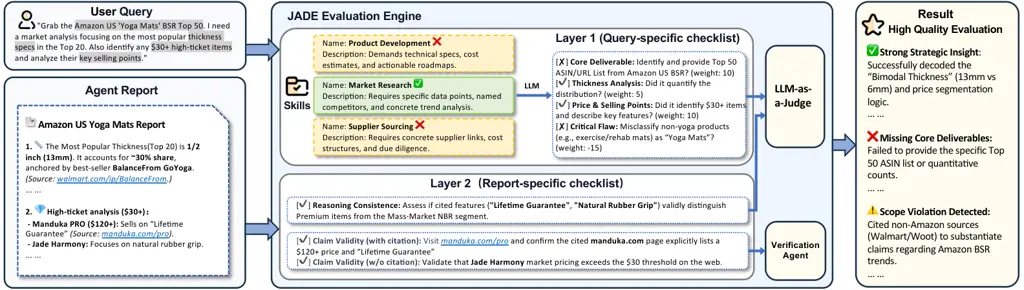 User Query
"Grab the Amazon US 'Yoga Mats' BSR Top 50. I need
a market analysis focusing on the most popular thickness
specs in the Top 20. Also identify any $30+ high-ticket items
and analyze their key selling points."
Agent Report
Amazon US Yoga Mats Report
1. The Most Popular Thickness(Top 20) is 1/2
inch (13mm). It accounts for ~30% share,
anchored by best-seller BalanceFrom GoYoga.
(Source: walmart.com/ip/BalanceFrom.)
... ...
2. High-ticket analysis ($30+):
- Manduka PRO ($120+): Sells on "Lifetime
Guarantee" (Source: manduka.com/pro).
- Jade Harmony: Focuses on natural rubber grip.
... ...
JADE Evaluation Engine
Skills
Name: Product Development
Description: Demands technical specs, cost
estimates, and actionable roadmaps.
Name: Market Research
Description: Requires specific data points, named
competitors, and concrete trend analysis.
Name: Supplier Sourcing
Description: Requires concrete supplier links, cost
structures, and due diligence.
LLM
Layer 1 (Query-specific checklist)
[✗] Core Deliverable: Identify and provide Top 50
ASIN/URL List from Amazon US BSR? (weight: 10)
[✓] Thickness Analysis: Did it quantify the
distribution? (weight: 5)
[✓] Price & Selling Points: Did it identify $30+ items
and describe key features? (weight: 10)
[✗] Critical Flaw: Misclassify non-yoga products
(e.g., exercise/rehab mats) as "Yoga Mats"?
(weight: -15)
Layer 2 (Report-specific checklist)
[✓] Reasoning Consistence: Assess if cited features ("Lifetime Guarantee", "Natural Rubber Grip") validly distinguish
Premium items from the Mass-Market NBR segment.
[✓] Claim Validity (with citation): Visit manduka.com/pro and confirm the cited manduka.com page explicitly lists a
$120+ price and "Lifetime Guarantee"
[✓] Claim Validity (w/o citation): Validate that Jade Harmony market pricing exceeds the $30 threshold on the web.
LLM-as-
a-Judge
Verification
Agent
Result
High Quality Evaluation
Strong Strategic Insight:
Successfully decoded the
"Bimodal Thickness" (13mm vs
6mm) and price segmentation
logic.
... ...
Missing Core Deliverables:
Failed to provide the specific Top
50 ASIN list or quantitative
counts.
... ...
Scope Violation Detected:
Cited non-Amazon sources
(Walmart/Woot) to substantiate
claims regarding Amazon BSR
trends.
... ...